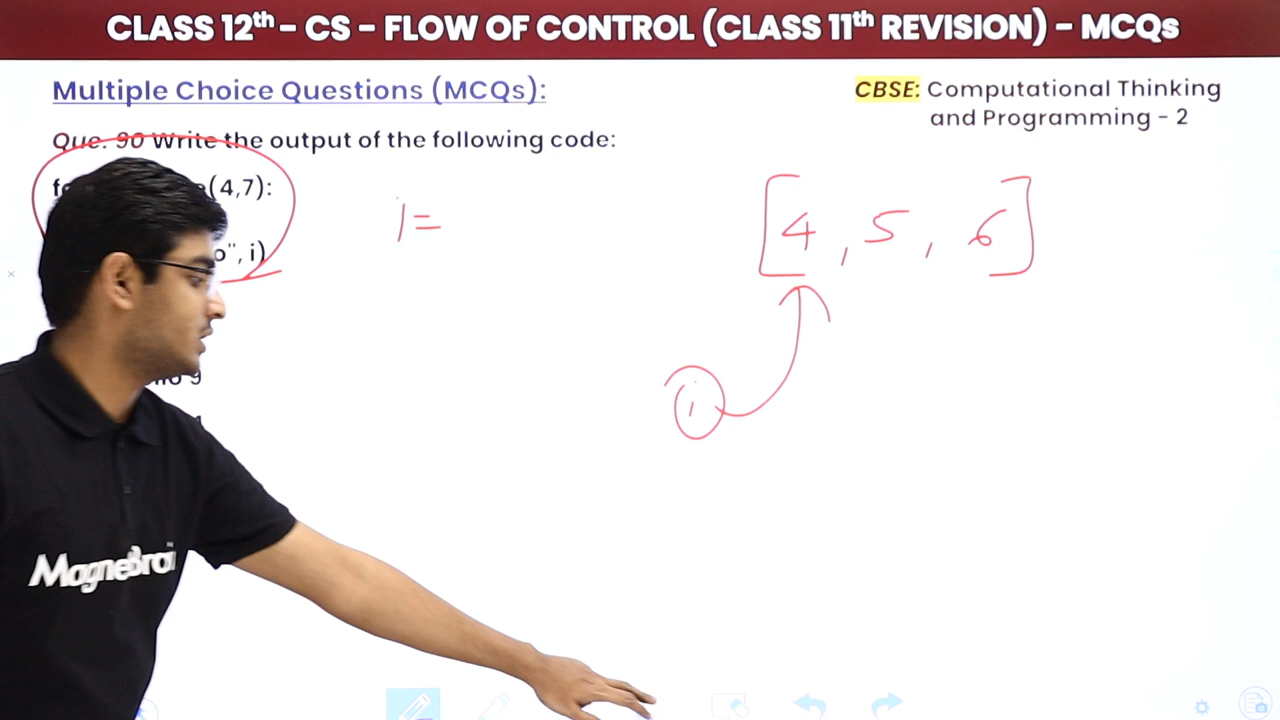 CLASS 12th - CS - FLOW OF CONTROL (CLASS 11th REVISION) - MCQs
Multiple Choice Questions (MCQs):
CBSE: Computational Thinking
and Programming - 2
Que. 90 Write the output of the following code:
(4,7):
i =
[4, 5, 6]
", i)
i
9
MagneBrai